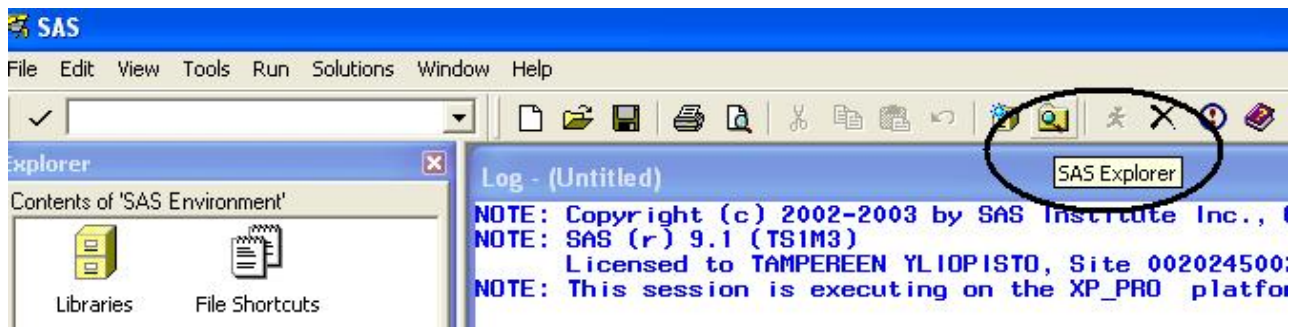 SAS
File Edit View Tools Run Solutions Window Help
Explorer
Contents of 'SAS Environment'
Libraries File Shortcuts
SAS Explorer
Log - (Untitled)
NOTE: Copyright (c) 2002-2003 by SAS Institute Inc.,
NOTE: SAS (r) 9.1 (TS1M3)
Licensed to TAMPEREEN YLIOPISTO, Site 002024500
NOTE: This session is executing on the XP_PRO